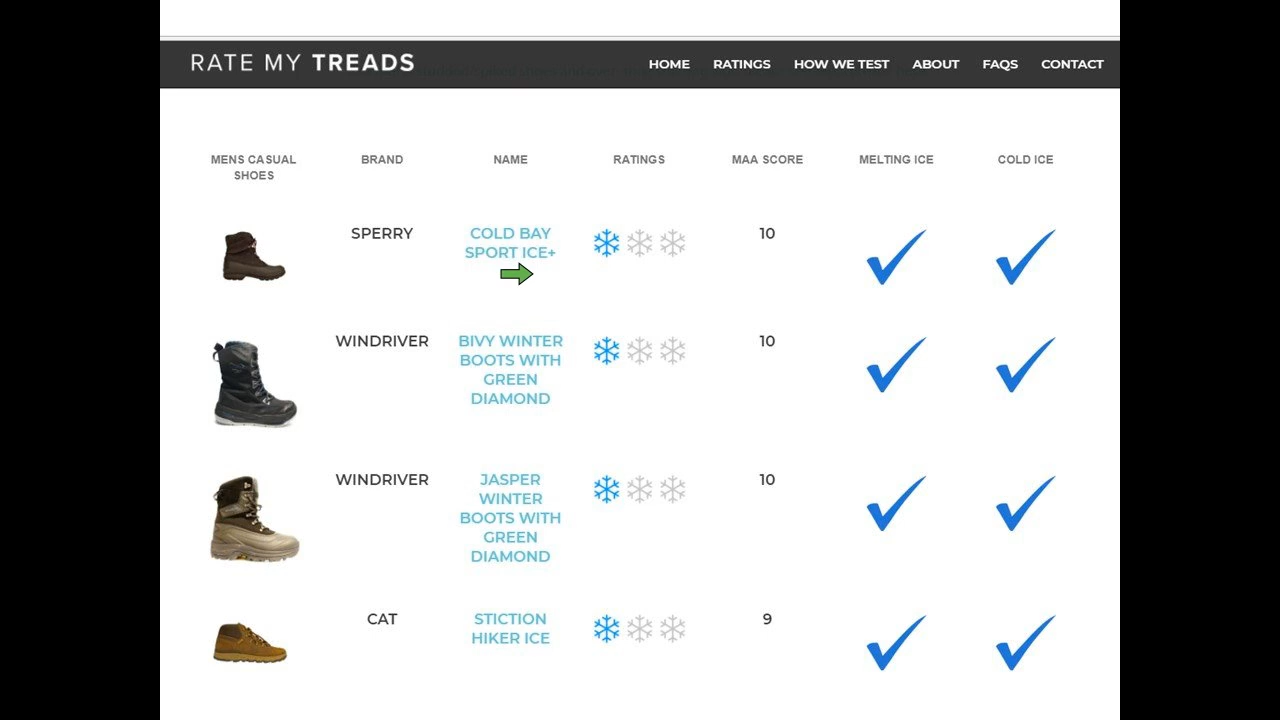 RATE MY TREADS
HOME RATINGS HOW WE TEST ABOUT FAQS CONTACT
MENS CASUAL SHOES BRAND NAME RATINGS MAA SCORE MELTING ICE COLD ICE
SPERRY
COLD BAY
SPORT ICE+
10
WINDRIVER
BIVY WINTER
BOOTS WITH
GREEN
DIAMOND
10
WINDRIVER
JASPER
WINTER
BOOTS WITH
GREEN
DIAMOND
10
CAT
STICTION
HIKER ICE
9